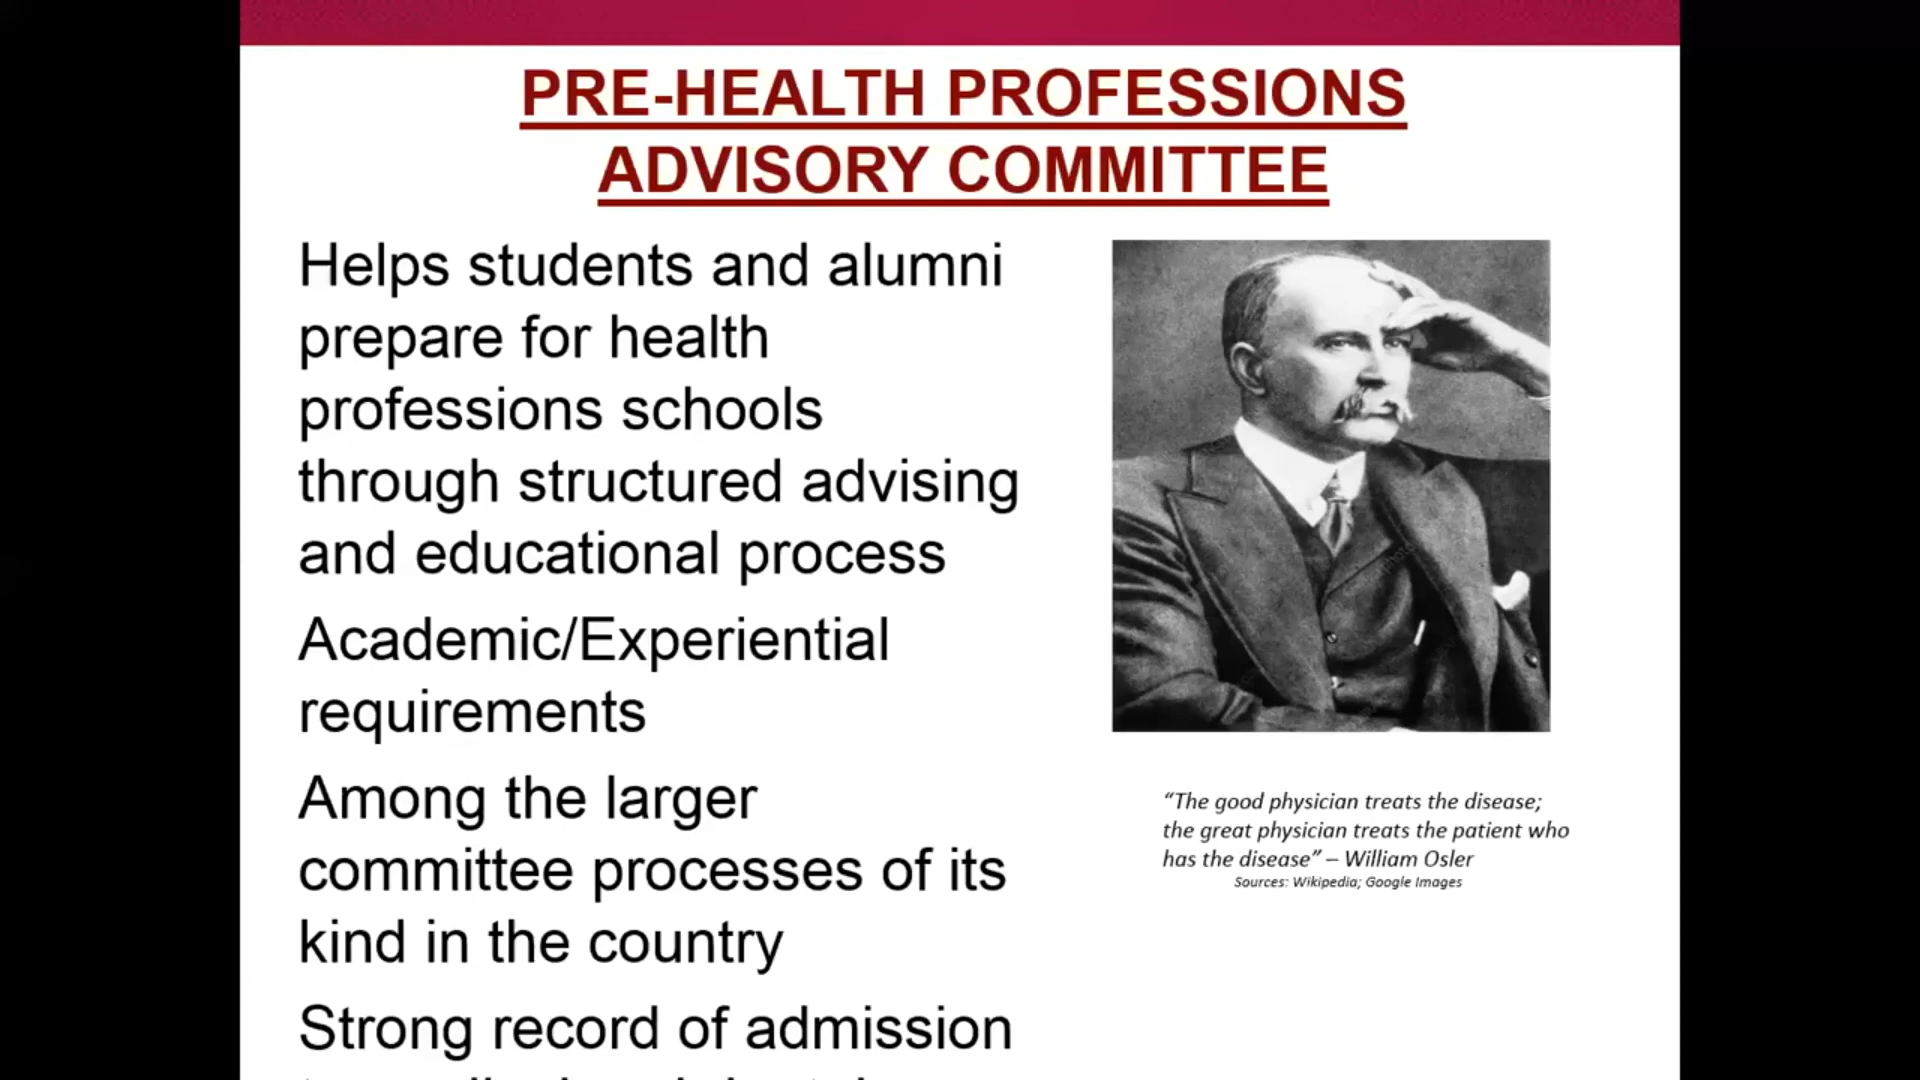 PRE-HEALTH PROFESSIONS
ADVISORY COMMITTEE
Helps students and alumni
prepare for health
professions schools
through structured advising
and educational process
Academic/Experiential
requirements
Among the larger
committee processes of its
kind in the country
Strong record of admission
“The good physician treats the disease;
the great physician treats the patient who
has the disease” – William Osler
Sources: Wikipedia; Google Images